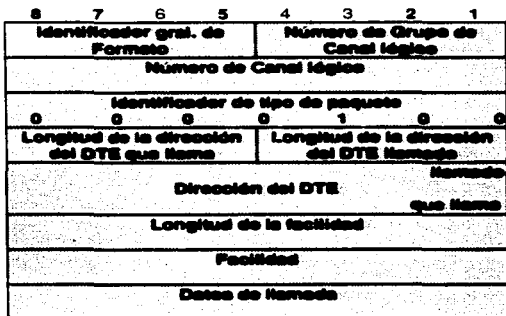 8 7 6 5 4 3 2 1
Identificador gral. de Formato
Número de Grupo de Canal lógico
Número de Canal lógico
Identificador de tipo de paquete
0 0 0 0 0 1 0 0
Longitud de la dirección del DTE que llama
Longitud de la dirección del DTE llamado
llamado
Dirección del DTE
que llama
Longitud de la facilidad
Facilidad
Datos de llamada